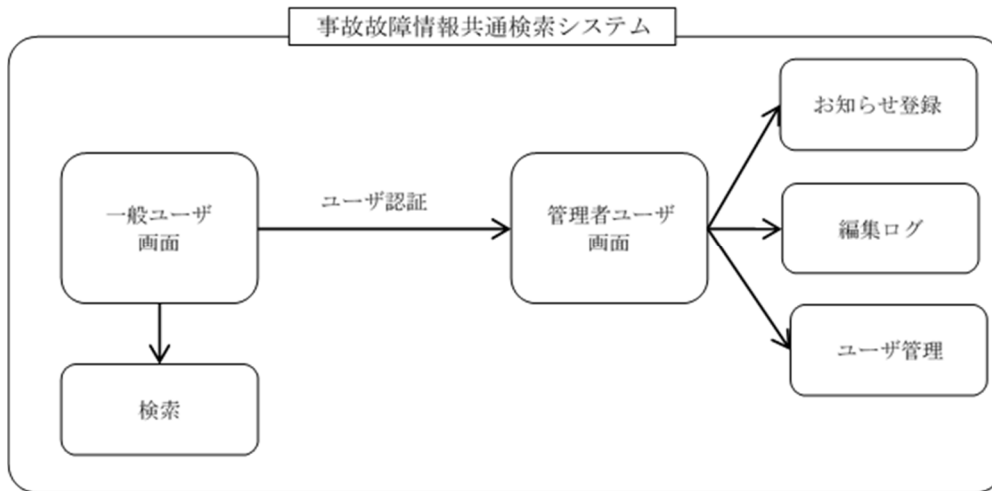 事故故障情報共通検索システム
お知らせ登録
一般ユーザ
画面
ユーザ認証
管理者ユーザ
画面
編集ログ
ユーザ管理
検索